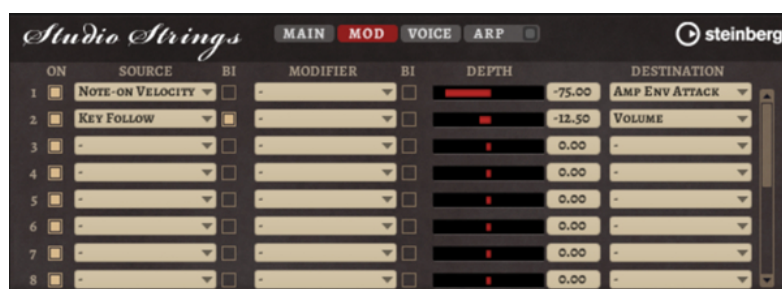 Studio Strings MAIN MOD VOICE ARP steinberg
ON SOURCE BI MODIFIER BI DEPTH DESTINATION
1 NOTE-ON VELOCITY - -75.00 AMP ENV ATTACK
2 KEY FOLLOW - -12.50 VOLUME
3 - - 0.00 -
4 - - 0.00 -
5 - - 0.00 -
6 - - 0.00 -
7 - - 0.00 -
8 - - 0.00 -